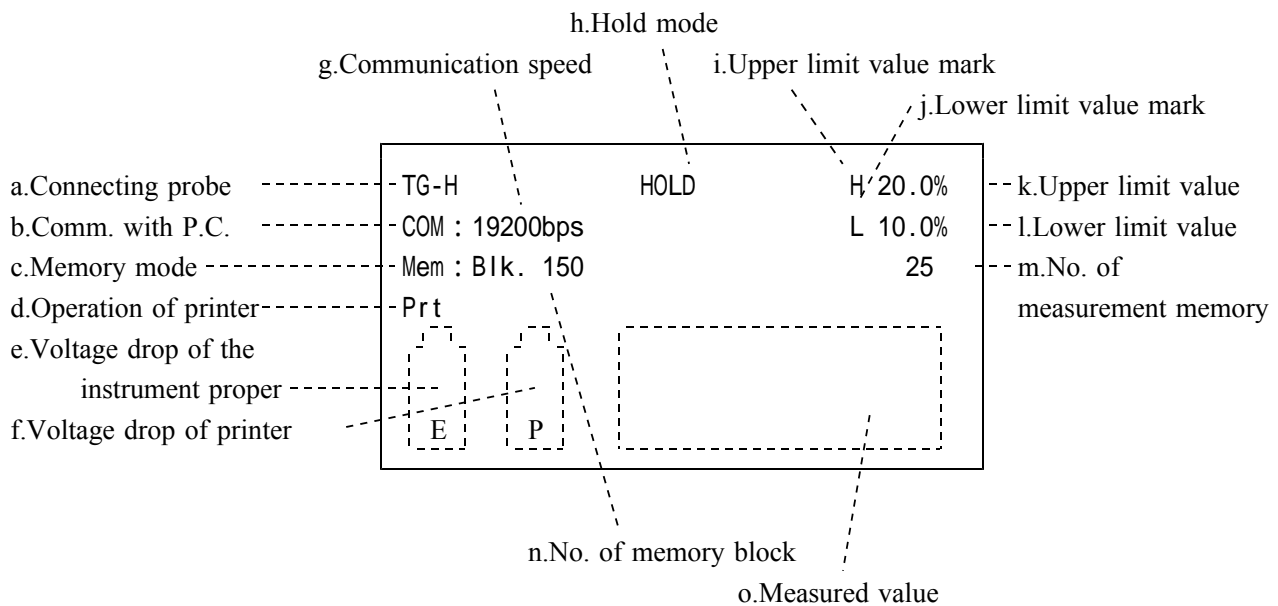 h.Hold mode
g.Communication speed i.Upper limit value mark
j.Lower limit value mark
a.Connecting probe TG-H HOLD H 20.0% k.Upper limit value
b.Comm. with P.C. COM : 19200bps L 10.0% l.Lower limit value
c.Memory mode Mem : Blk. 150 25 m.No. of
d.Operation of printer Prt measurement memory
e.Voltage drop of the
instrument proper
f.Voltage drop of printer E P
n.No. of memory block
o.Measured value